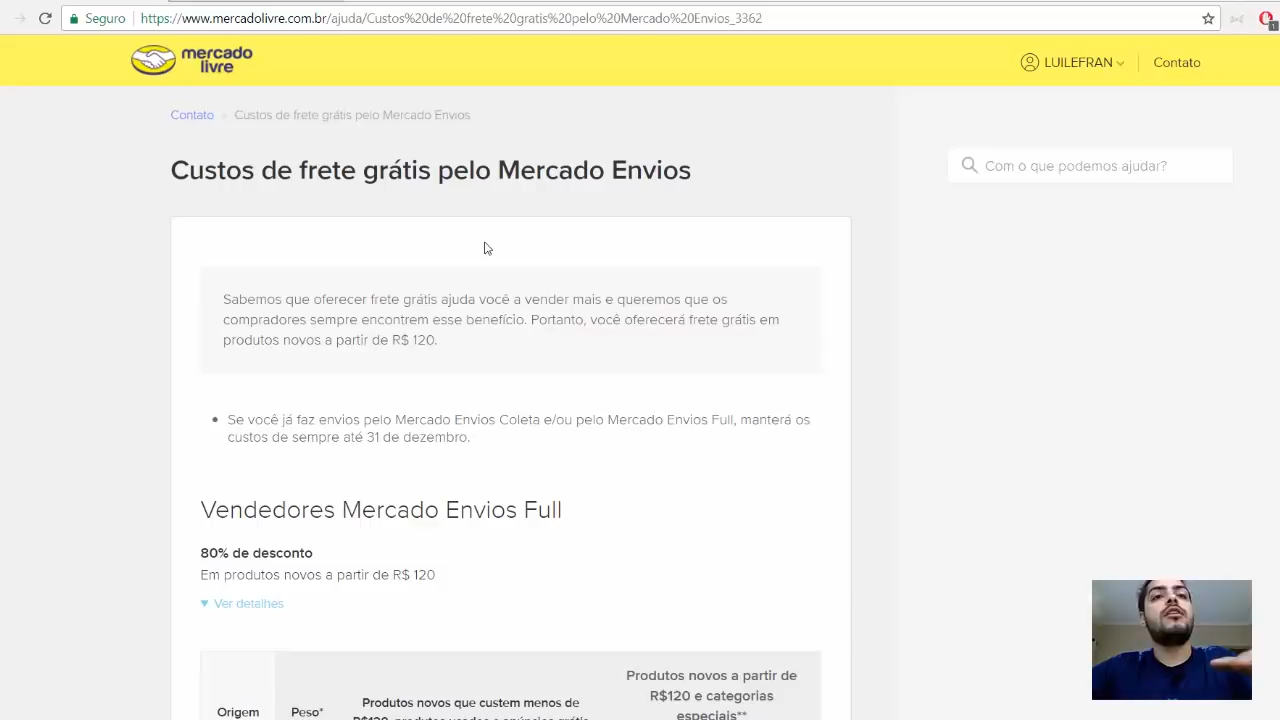 Seguro
https://www.mercadolivre.com.br/ajuda/Custos%20de%20frete%20gratis%20pelo%20Mercado%20Envios_3362
mercado
livre
LUILEFRAN
Contato
Contato
Custos de frete grátis pelo Mercado Envios
Custos de frete grátis pelo Mercado Envios
Com o que podemos ajudar?
Sabemos que oferecer frete grátis ajuda você a vender mais e queremos que os
compradores sempre encontrem esse benefício. Portanto, você oferecerá frete grátis em
produtos novos a partir de R$ 120.
Se você já faz envios pelo Mercado Envios Coleta e/ou pelo Mercado Envios Full, manterá os
custos de sempre até 31 de dezembro.
Vendedores Mercado Envios Full
80% de desconto
Em produtos novos a partir de R$ 120
Ver detalhes
Origem
Peso*
Produtos novos que custem menos de
R$120, produtos usados e anúncios grátis
Produtos novos a partir de
R$120 e categorias
especiais**
1